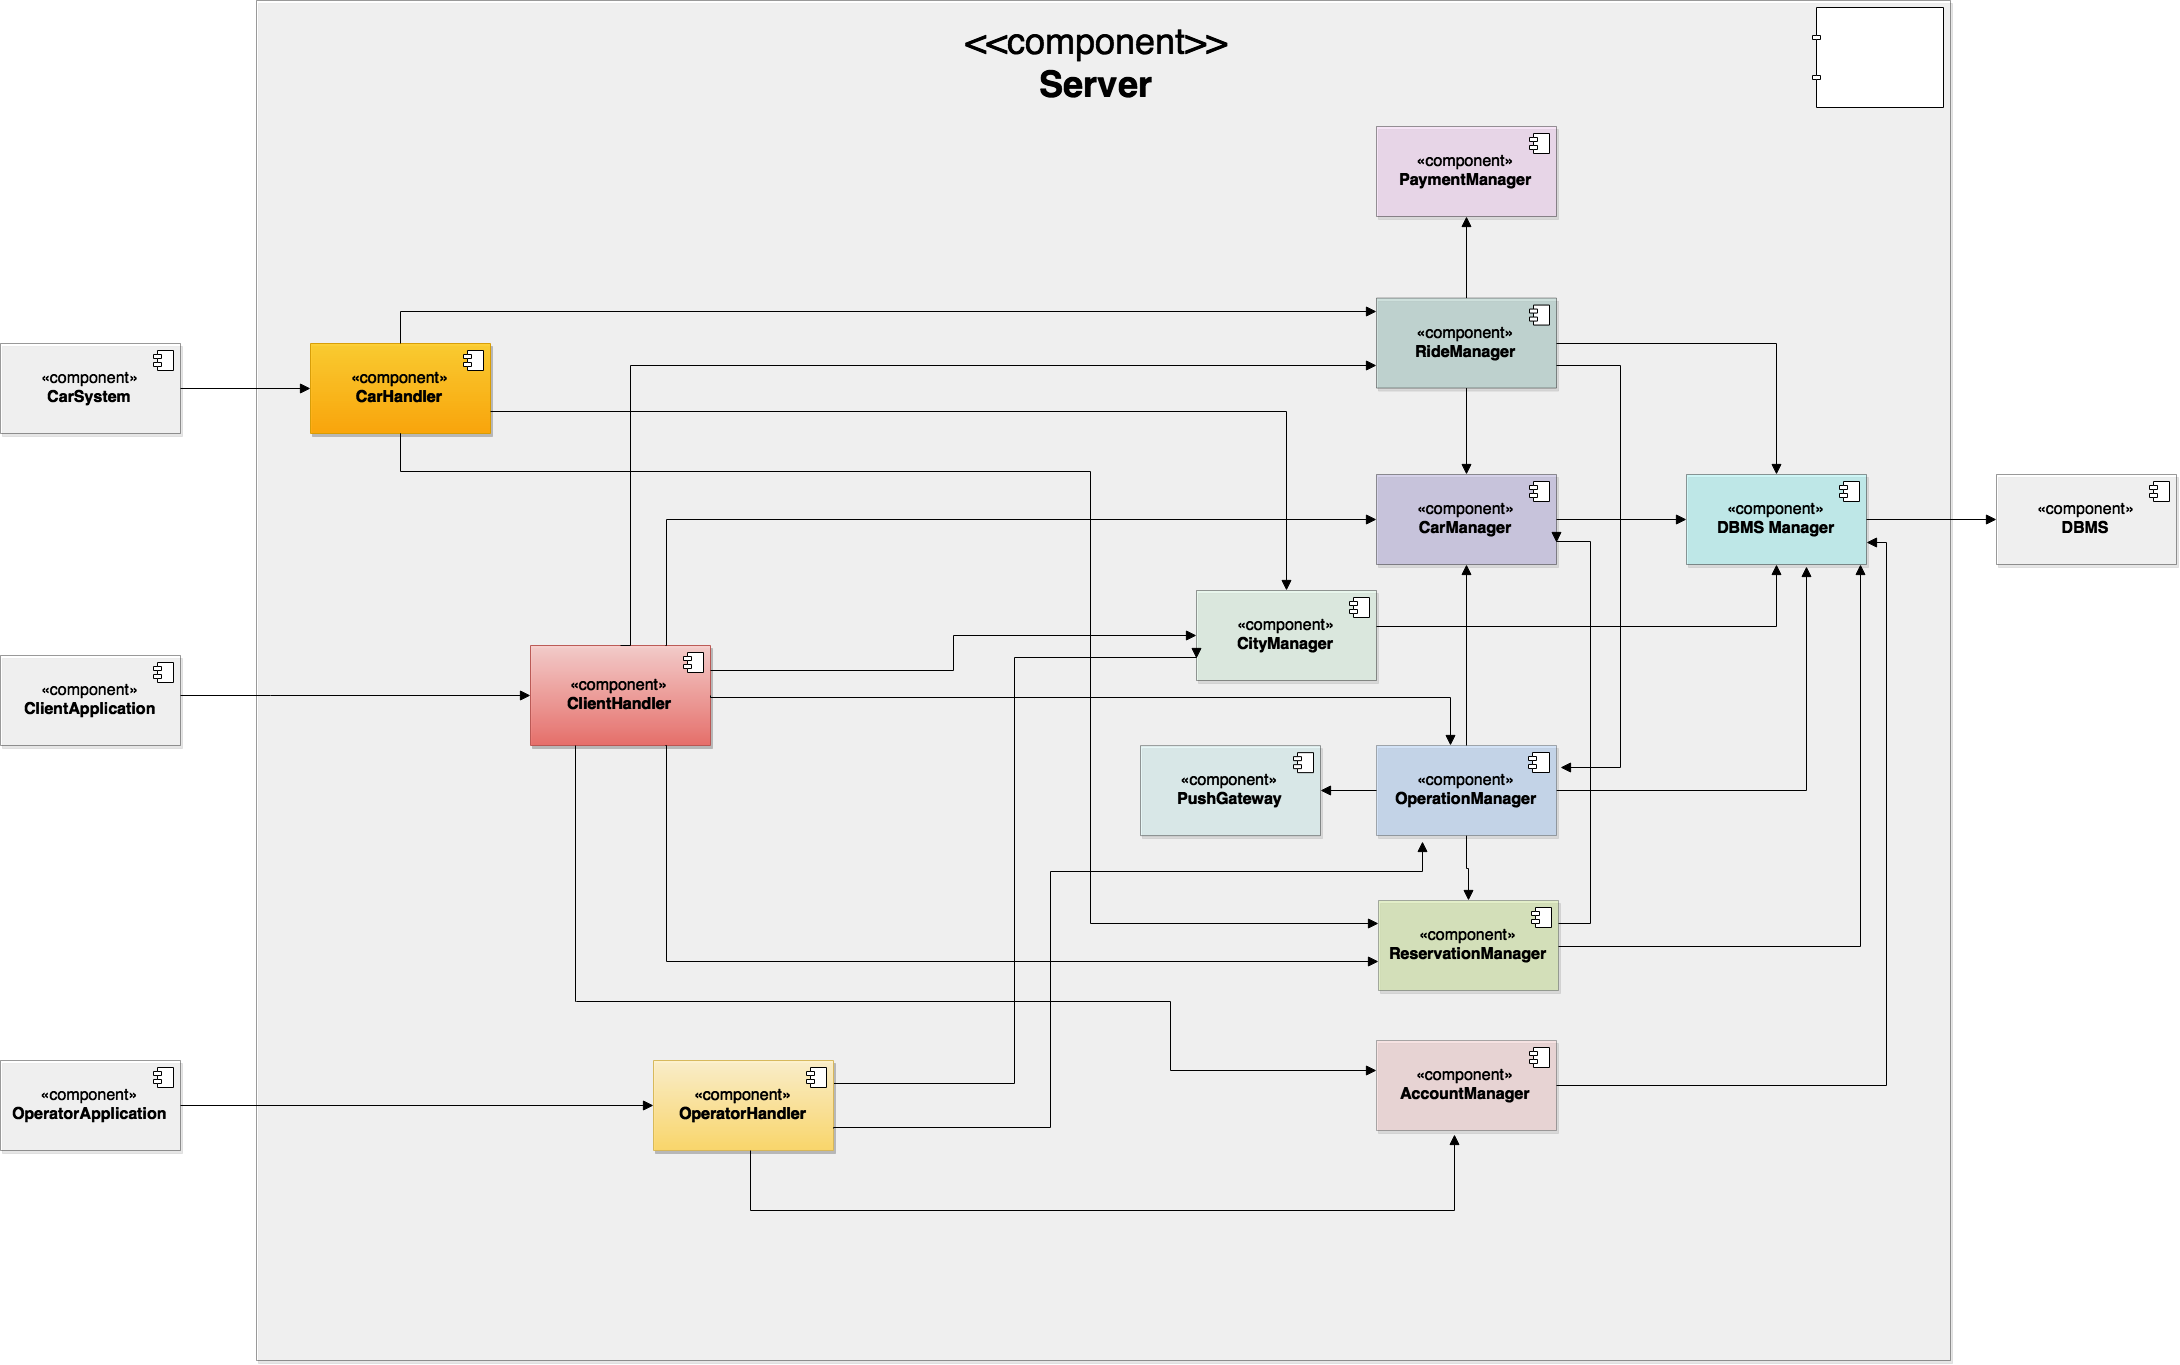 <<component>>
Server
«component»
PaymentManager
«component»
RideManager
«component»
CarSystem
«component»
CarHandler
«component»
CarManager
«component»
DBMS Manager
«component»
DBMS
«component»
CityManager
«component»
ClientApplication
«component»
ClientHandler
«component»
PushGateway
«component»
OperationManager
«component»
ReservationManager
«component»
AccountManager
«component»
OperatorApplication
«component»
OperatorHandler